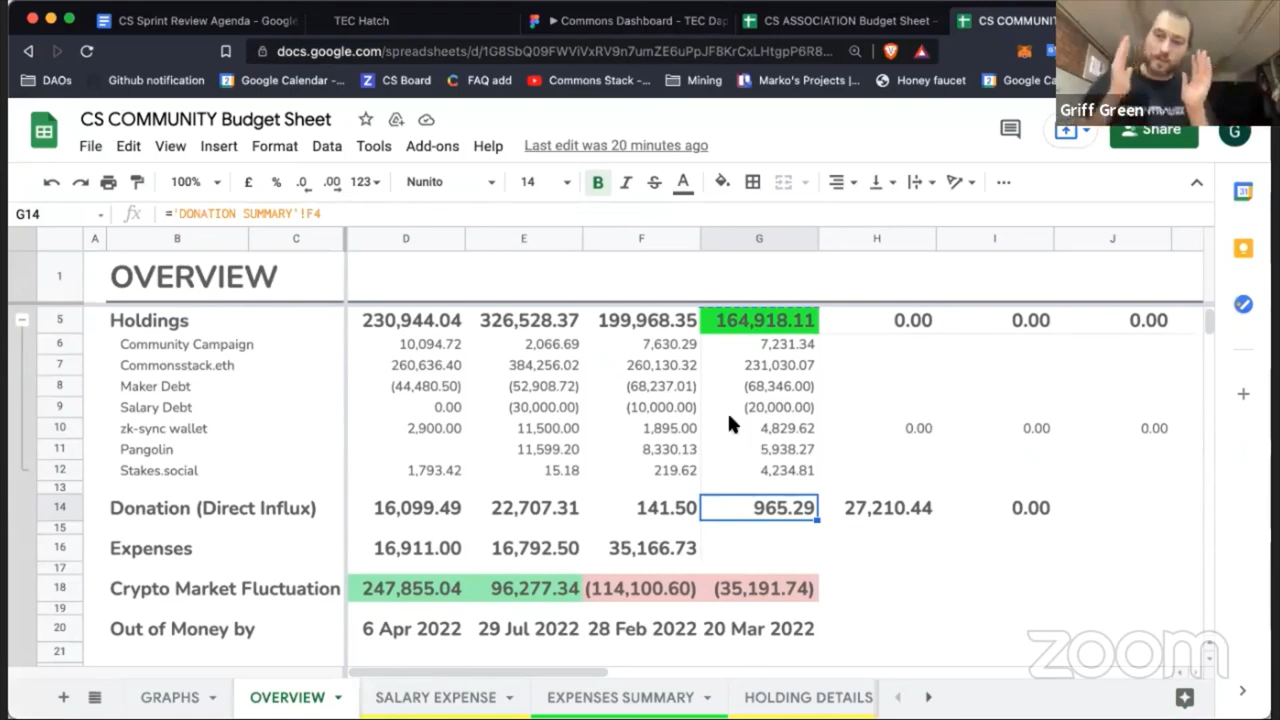 CS Sprint Review Agenda - Google TEC Hatch Commons Dashboard - TEC Da CS ASSOCIATION Budget Sheet - CS COMMUN
docs.google.com/spreadsheets/d/1G8SbQ09FWViVxRV9n7umZE6uPpJF8KrCxLHtgpP6R8...
DAOs Github notification Google Calendar -... CS Board FAQ add Commons Stack -... Mining Marko's Projects |... Honey faucet Google Ca
Griff Green
CS COMMUNITY Budget Sheet
File Edit View Insert Format Data Tools Add-ons Help Last edit was 20 minutes ago Share G
100% £ % .0 .00 123 Nunito 14 B I S A
G14 fx ='DONATION SUMMARY'!F4
A B C D E F G H I J
1 OVERVIEW
5 Holdings 230,944.04 326,528.37 199,968.35 164,918.11 0.00 0.00 0.00
6 Community Campaign 10,094.72 2,066.69 7,630.29 7,231.34
7 Commonsstack.eth 260,636.40 384,256.02 260,130.32 231,030.07
8 Maker Debt (44,480.50) (52,908.72) (68,237.01) (68,346.00)
9 Salary Debt 0.00 (30,000.00) (10,000.00) (20,000.00)
10 zk-sync wallet 2,900.00 11,500.00 1,895.00 4,829.62 0.00 0.00 0.00
11 Pangolin 11,599.20 8,330.13 5,938.27
12 Stakes.social 1,793.42 15.18 219.62 4,234.81
13
14 Donation (Direct Influx) 16,099.49 22,707.31 141.50 965.29 27,210.44 0.00
15
16 Expenses 16,911.00 16,792.50 35,166.73
17
18 Crypto Market Fluctuation 247,855.04 96,277.34 (114,100.60) (35,191.74)
19
20 Out of Money by 6 Apr 2022 29 Jul 2022 28 Feb 2022 20 Mar 2022
21
zoom
GRAPHS OVERVIEW SALARY EXPENSE EXPENSES SUMMARY HOLDING DETAILS